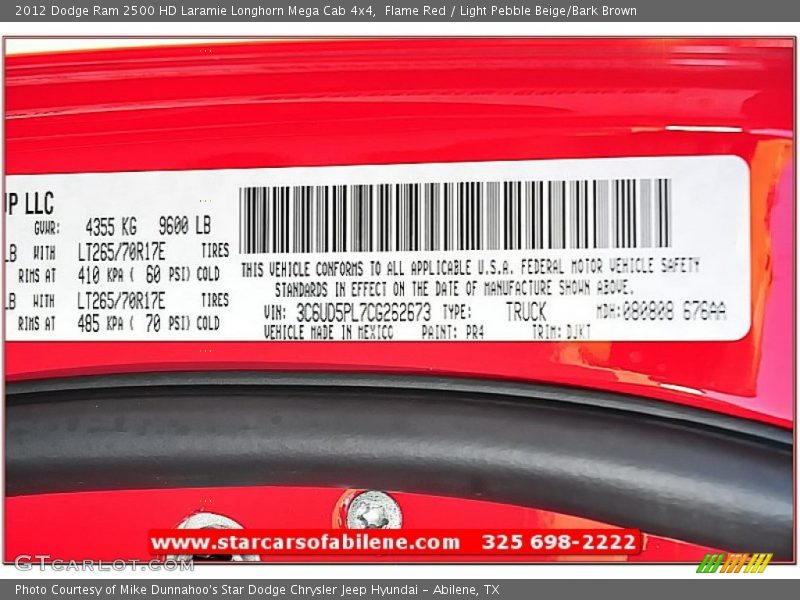 2012 Dodge Ram 2500 HD Laramie Longhorn Mega Cab 4x4, Flame Red / Light Pebble Beige/Bark Brown
UP LLC
GVWR: 4355 KG 9600 LB
LB WITH LT265/70R17E TIRES
RIMS AT 410 KPA ( 60 PSI) COLD
LB WITH LT265/70R17E TIRES
RIMS AT 485 KPA ( 70 PSI) COLD
THIS VEHICLE CONFORMS TO ALL APPLICABLE U.S.A. FEDERAL MOTOR VEHICLE SAFETY
STANDARDS IN EFFECT ON THE DATE OF MANUFACTURE SHOWN ABOVE.
VIN: 3C6UD5PL7CG262673 TYPE: TRUCK MDH: 080808 676AA
VEHICLE MADE IN MEXICO PAINT: PR4 TRIM: DJKT
www.starcarsofabilene.com 325 698-2222
GTCARLOT.COM
Photo Courtesy of Mike Dunnahoo's Star Dodge Chrysler Jeep Hyundai - Abilene, TX